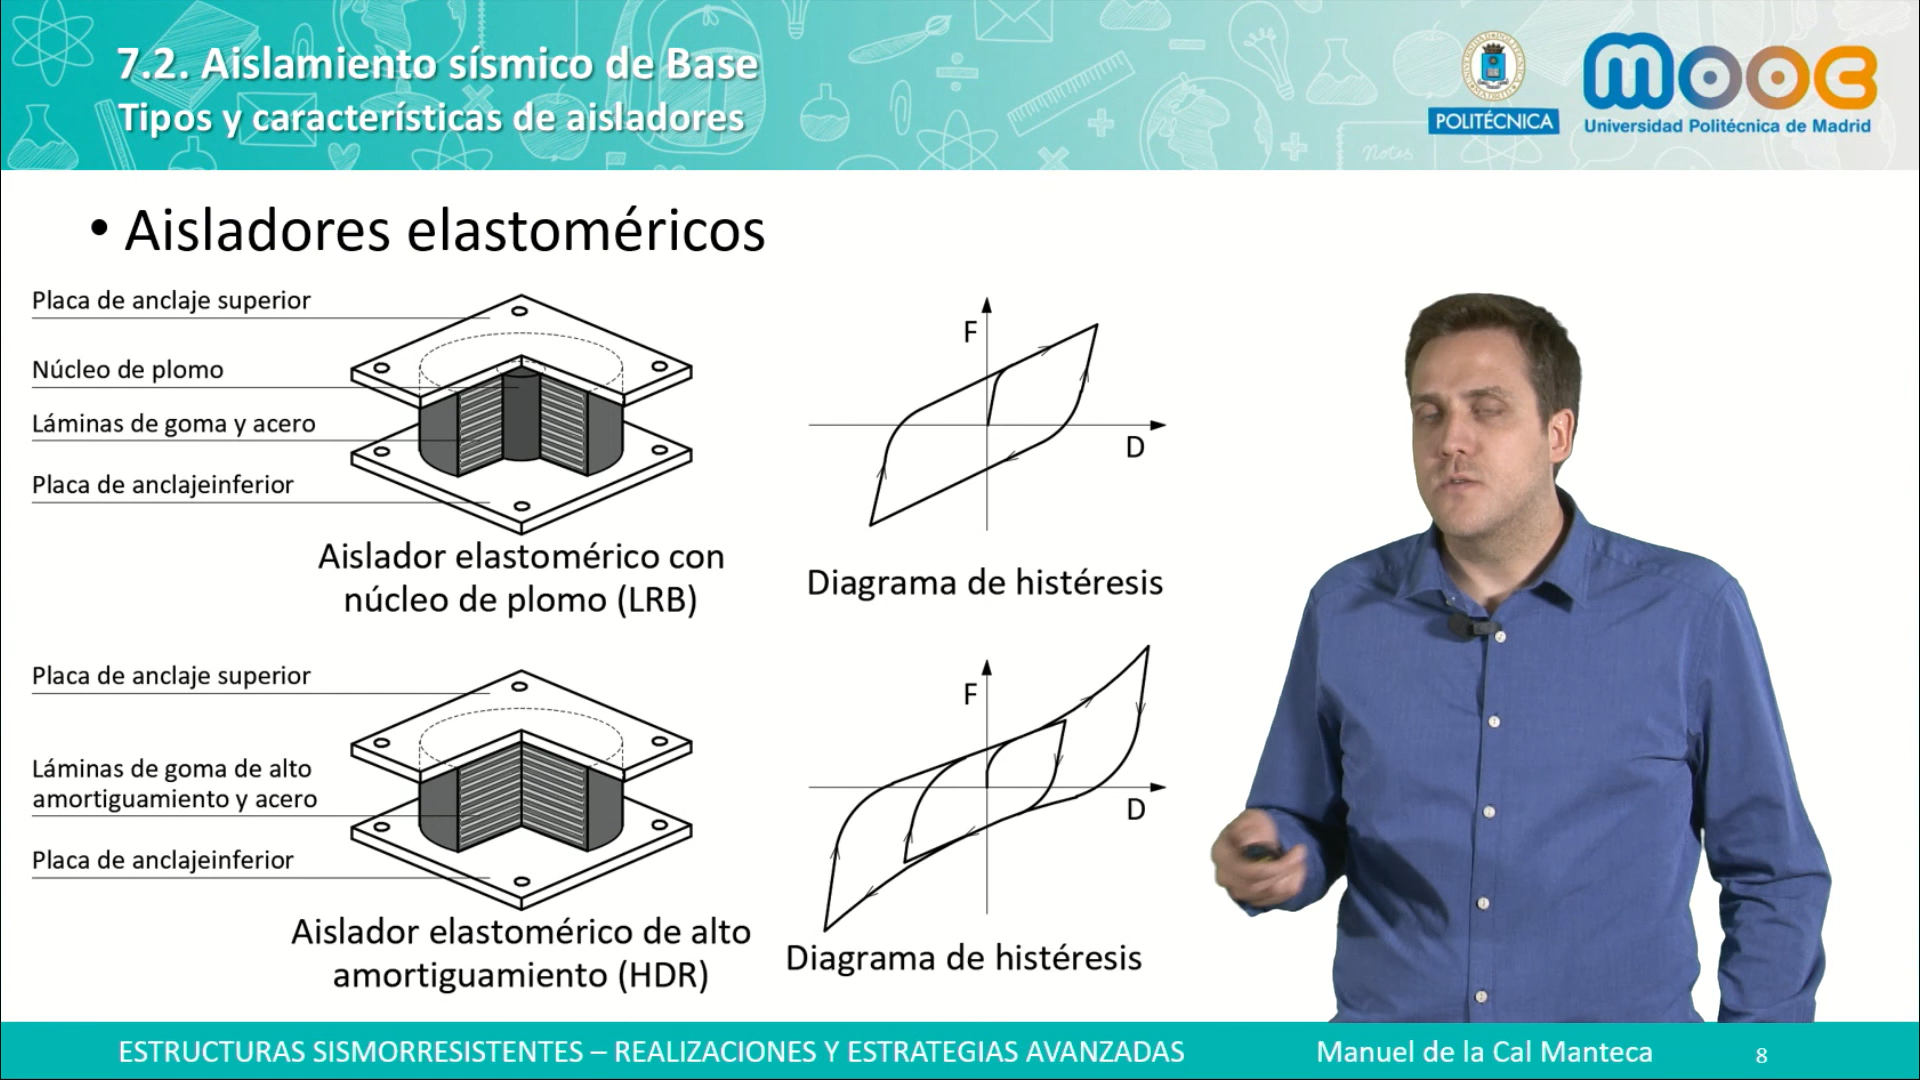 7.2. Aislamiento sísmico de Base
Tipos y características de aisladores
POLITÉCNICA
mooc
Universidad Politécnica de Madrid
Notes
• Aisladores elastoméricos
Placa de anclaje superior
Núcleo de plomo
Láminas de goma y acero
Placa de anclajeinferior
Aislador elastomérico con
núcleo de plomo (LRB)
F
D
Diagrama de histéresis
Placa de anclaje superior
Láminas de goma de alto
amortiguamiento y acero
Placa de anclajeinferior
Aislador elastomérico de alto
amortiguamiento (HDR)
F
D
Diagrama de histéresis
ESTRUCTURAS SISMORRESISTENTES – REALIZACIONES Y ESTRATEGIAS AVANZADAS
Manuel de la Cal Manteca
8